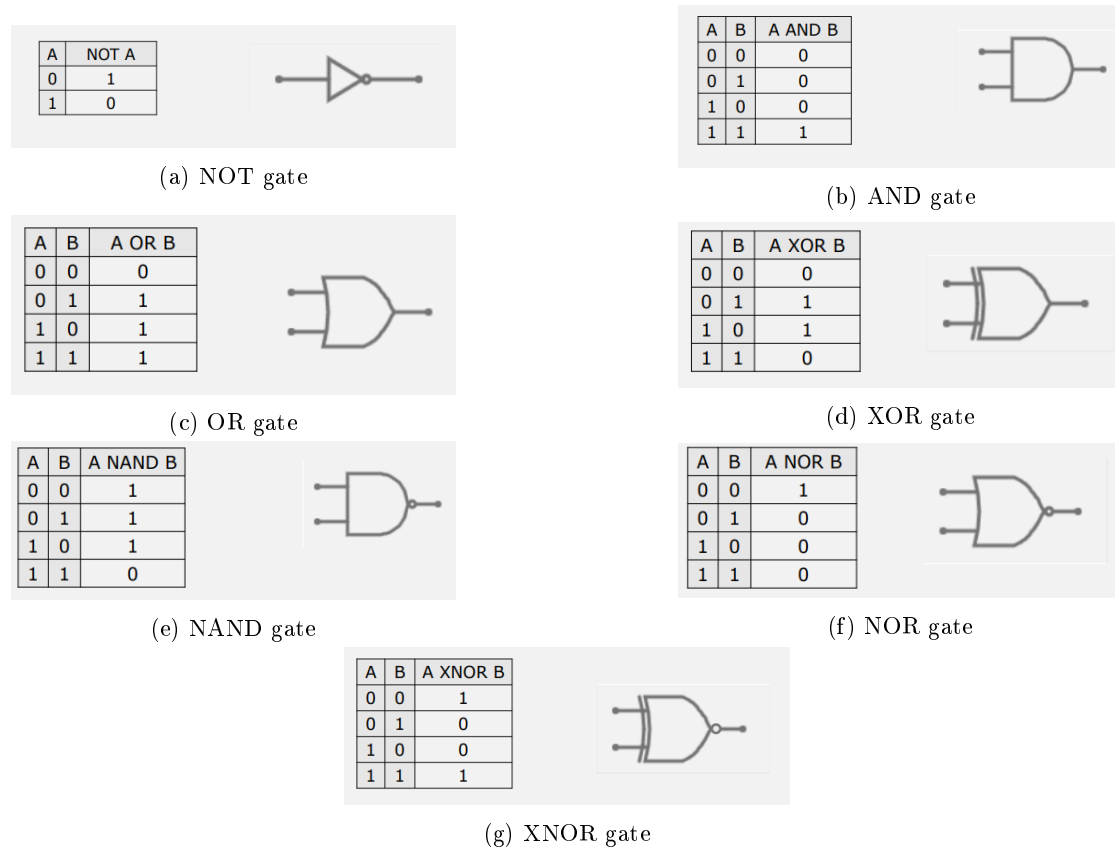 A NOT A
0 1
1 0
(a) NOT gate
A B A AND B
0 0 0
0 1 0
1 0 0
1 1 1
(b) AND gate
A B A OR B
0 0 0
0 1 1
1 0 1
1 1 1
(c) OR gate
A B A XOR B
0 0 0
0 1 1
1 0 1
1 1 0
(d) XOR gate
A B A NAND B
0 0 1
0 1 1
1 0 1
1 1 0
(e) NAND gate
A B A NOR B
0 0 1
0 1 0
1 0 0
1 1 0
(f) NOR gate
A B A XNOR B
0 0 1
0 1 0
1 0 0
1 1 1
(g) XNOR gate